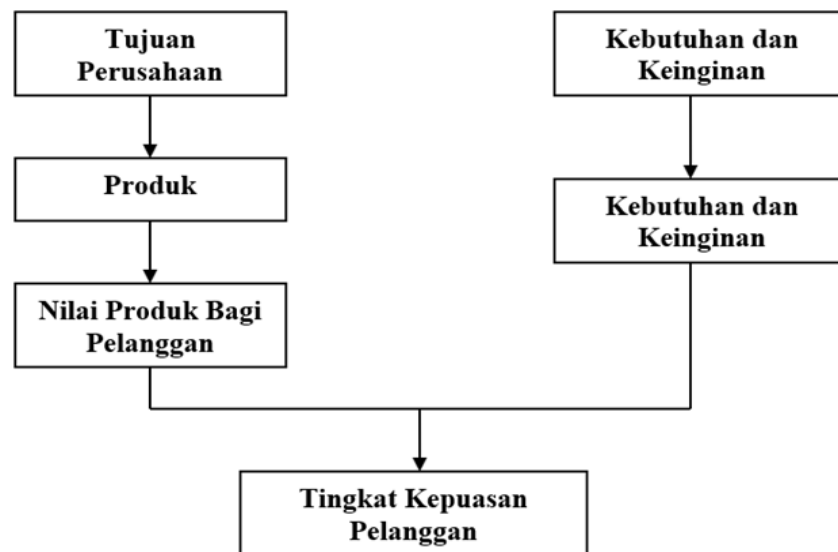 Tujuan
Perusahaan
Produk
Nilai Produk Bagi
Pelanggan
Kebutuhan dan
Keinginan
Kebutuhan dan
Keinginan
Tingkat Kepuasan
Pelanggan